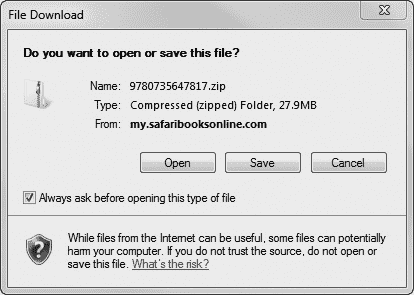 File Download
Do you want to open or save this file?
Name: 9780735647817.zip
Type: Compressed (zipped) Folder, 27.9MB
From: my.safaribooksonline.com
Open Save Cancel
Always ask before opening this type of file
While files from the Internet can be useful, some files can potentially
harm your computer. If you do not trust the source, do not open or
save this file. What's the risk?